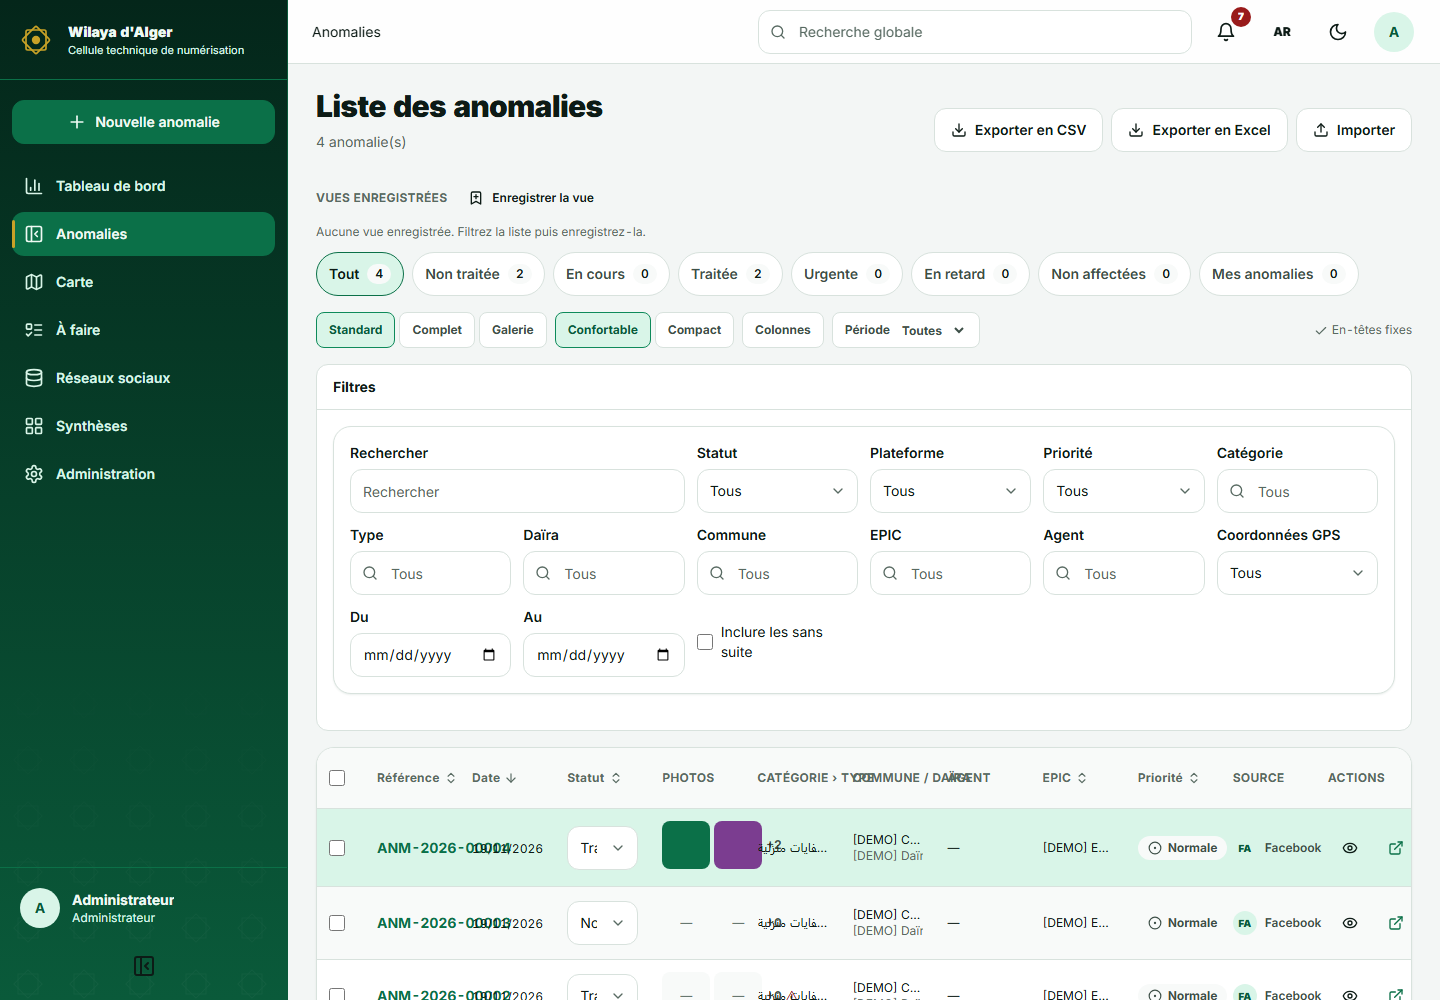 Wilaya d'Alger
Cellule technique de numérisation
Nouvelle anomalie
Tableau de bord
Anomalies
Carte
À faire
Réseaux sociaux
Synthèses
Administration
A
Administrateur
Administrateur
Anomalies
Recherche globale
7
AR
A
Liste des anomalies
4 anomalie(s)
Exporter en CSV
Exporter en Excel
Importer
VUES ENREGISTRÉES
Enregistrer la vue
Aucune vue enregistrée. Filtrez la liste puis enregistrez-la.
Tout 4
Non traitée 2
En cours 0
Traitée 2
Urgente 0
En retard 0
Non affectées 0
Mes anomalies 0
Standard
Complet
Galerie
Confortable
Compact
Colonnes
Période Toutes
En-têtes fixes
Filtres
Rechercher
Statut
Plateforme
Priorité
Catégorie
Rechercher
Tous
Tous
Tous
Tous
Type
Daïra
Commune
EPIC
Agent
Coordonnées GPS
Tous
Tous
Tous
Tous
Tous
Tous
Du
Au
mm/dd/yyyy
mm/dd/yyyy
Inclure les sans
suite
Référence
Date
Statut
PHOTOS
CATÉGORIE › TYPE
COMMUNE / DAÏRA
AGENT
EPIC
Priorité
SOURCE
ACTIONS
[DEMO] C...
[DEMO] E...
Normale
FA
Facebook
[DEMO] C...
[DEMO] E...
Normale
FA
Facebook
[DEMO] C...
[DEMO] E...
Normale
FA
Facebook